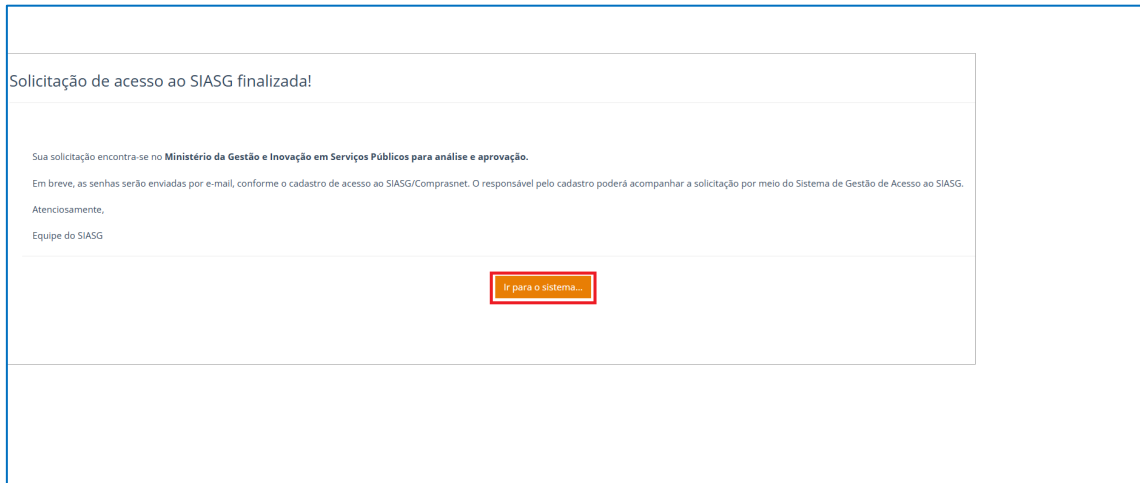 Solicitação de acesso ao SIASG finalizada!
Sua solicitação encontra-se no Ministério da Gestão e Inovação em Serviços Públicos para análise e aprovação.
Em breve, as senhas serão enviadas por e-mail, conforme o cadastro de acesso ao SIASG/Comprasnet. O responsável pelo cadastro poderá acompanhar a solicitação por meio do Sistema de Gestão de Acesso ao SIASG.
Atenciosamente,
Equipe do SIASG
Ir para o sistema...